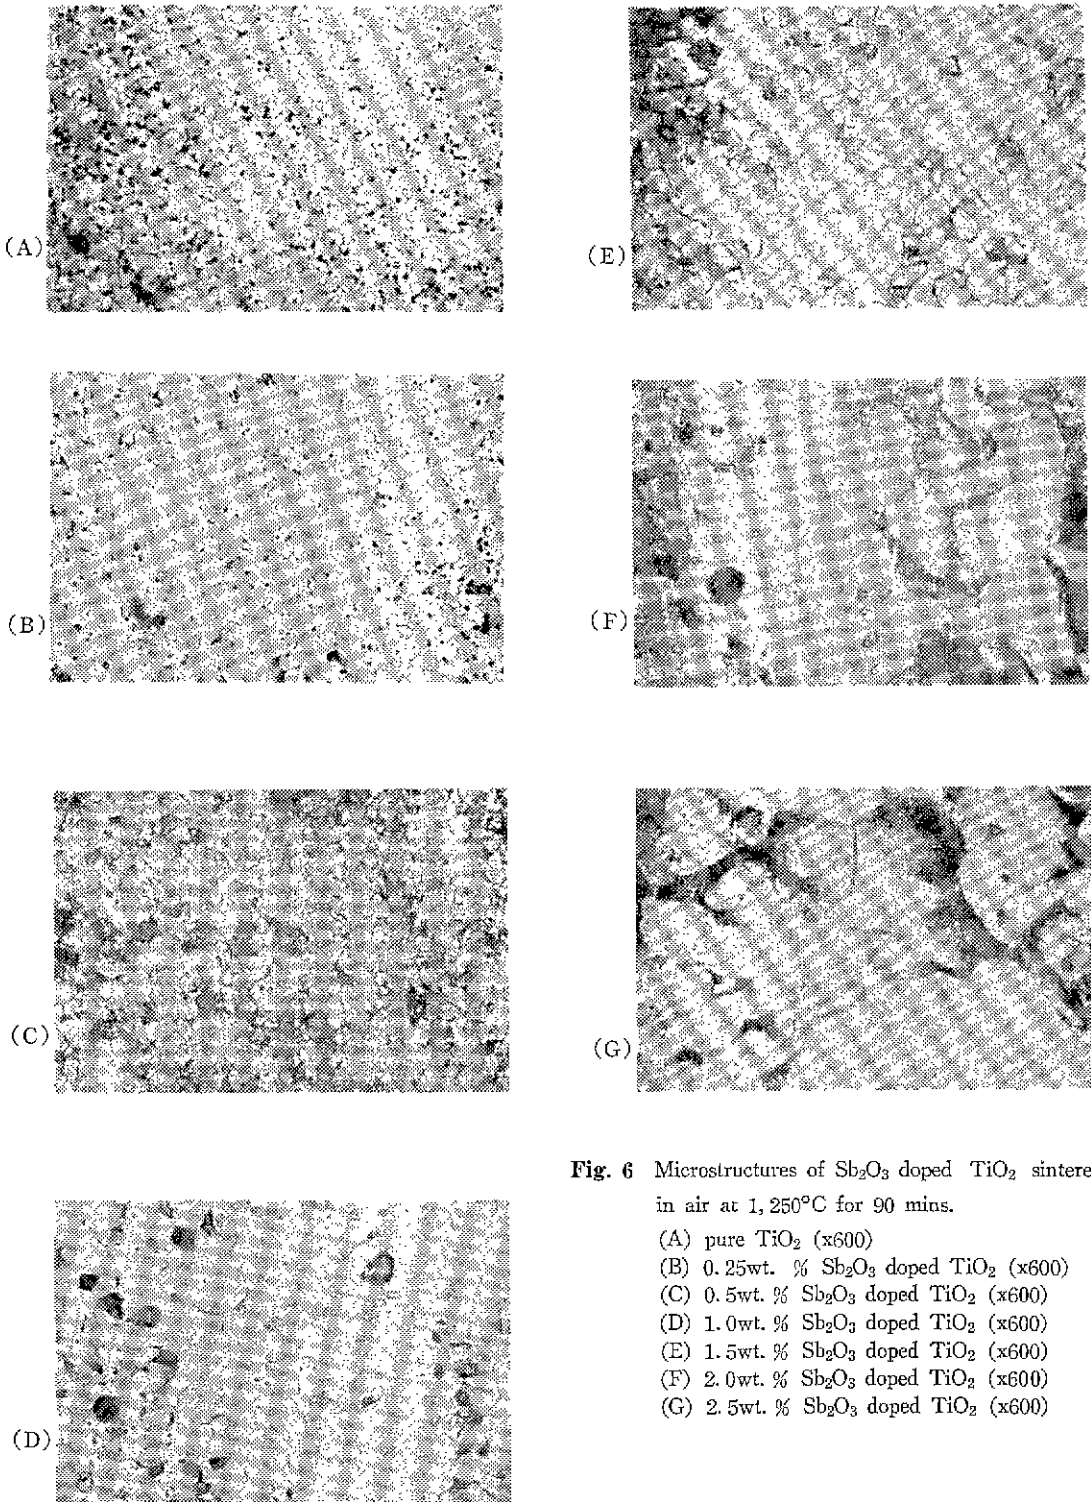 (A)
(E)
(B)
(F)
(C)
(G)
Fig. 6 Microstructures of Sb₂O₃ doped TiO₂ sintere
in air at 1,250°C for 90 mins.
(A) pure TiO₂ (x600)
(B) 0.25wt. % Sb₂O₃ doped TiO₂ (x600)
(C) 0.5wt. % Sb₂O₃ doped TiO₂ (x600)
(D) 1.0wt. % Sb₂O₃ doped TiO₂ (x600)
(E) 1.5wt. % Sb₂O₃ doped TiO₂ (x600)
(F) 2.0wt. % Sb₂O₃ doped TiO₂ (x600)
(G) 2.5wt. % Sb₂O₃ doped TiO₂ (x600)
(D)